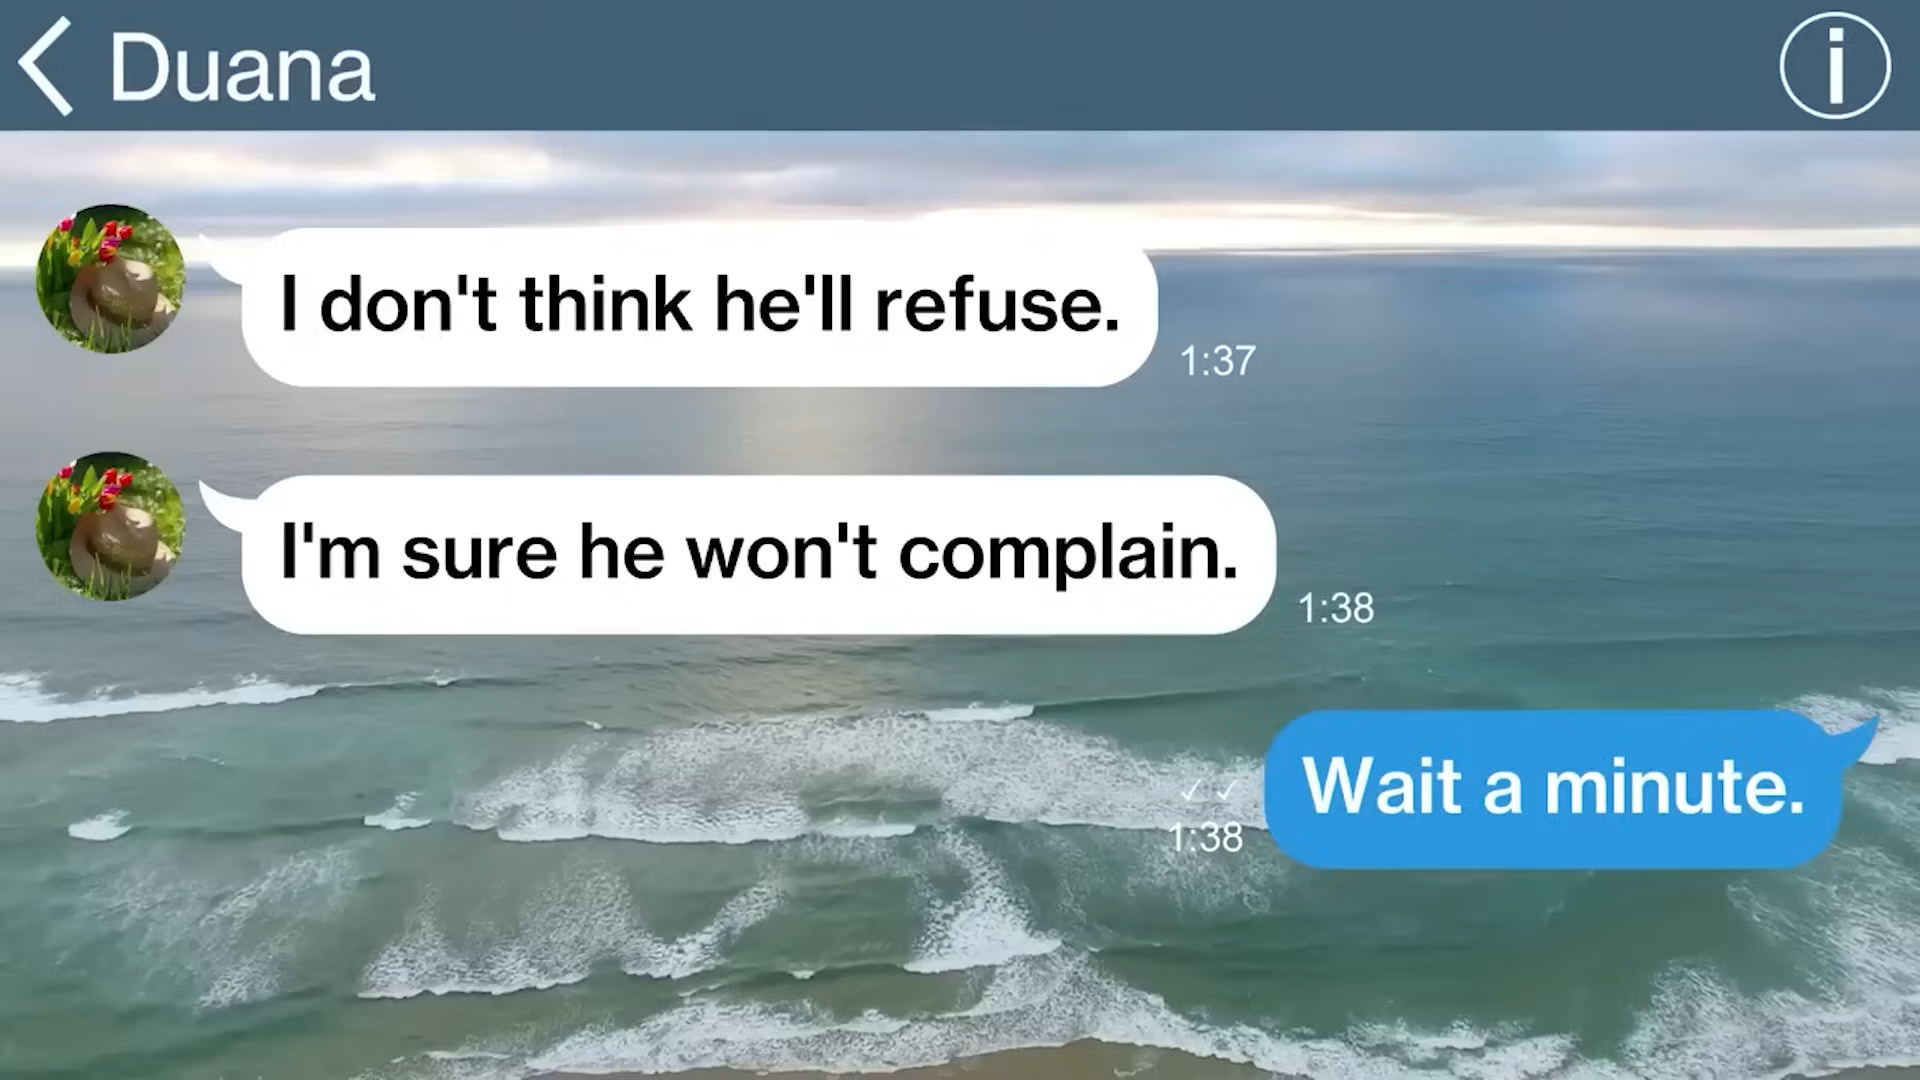 Duana
I don't think he'll refuse.
1:37
I'm sure he won't complain.
1:38
Wait a minute.
1:38